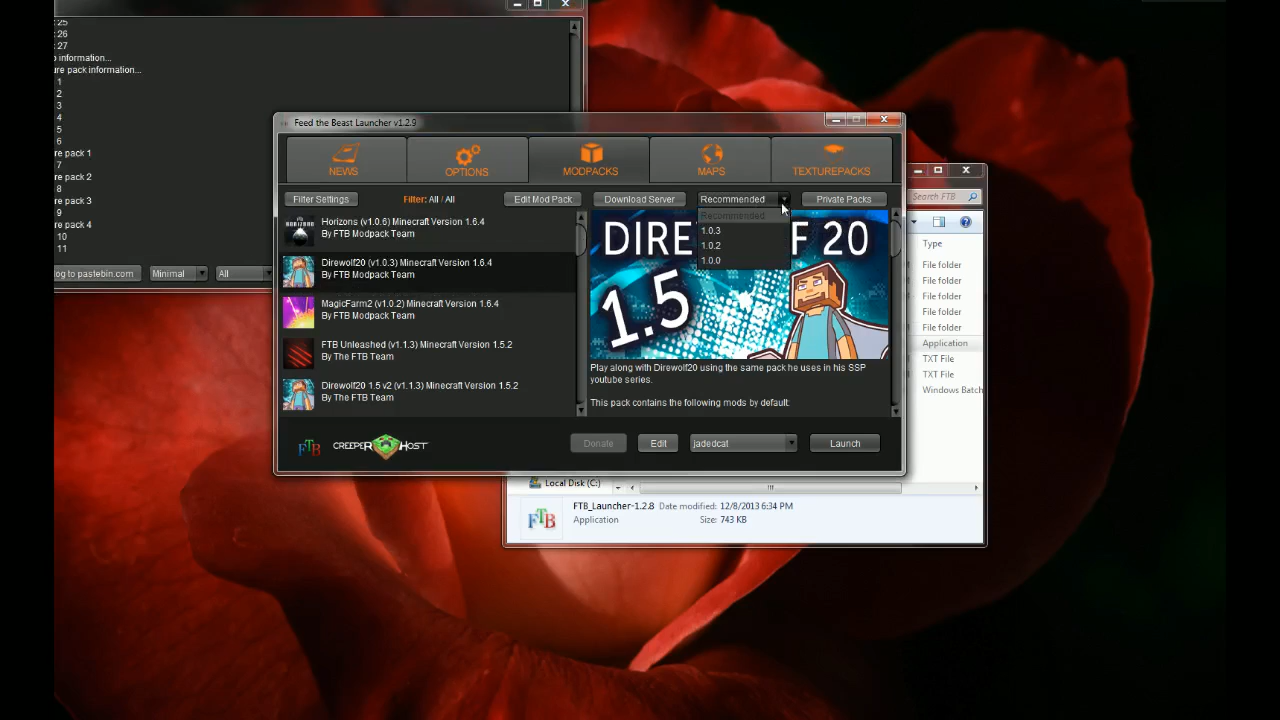 25
26
27
information...
ure pack information...
1
2
3
4
5
6
re pack 1
7
re pack 2
8
re pack 3
9
re pack 4
10
11
log to pastebin.com
Minimal
All
Feed the Beast Launcher v1.2.9
NEWS
OPTIONS
MODPACKS
MAPS
TEXTUREPACKS
Filter Settings
Filter: All / All
Edit Mod Pack
Download Server
Recommended
Private Packs
Recommended
1.0.3
1.0.2
1.0.0
HORIZONS
Horizons (v1.0.6) Minecraft Version 1.6.4
By FTB Modpack Team
Direwolf20 (v1.0.3) Minecraft Version 1.6.4
By FTB Modpack Team
MagicFarm2 (v1.0.2) Minecraft Version 1.6.4
By FTB Modpack Team
FTB Unleashed (v1.1.3) Minecraft Version 1.5.2
By The FTB Team
Direwolf20 1.5 v2 (v1.1.3) Minecraft Version 1.5.2
By The FTB Team
DIRE F 20
1.5
Play along with Direwolf20 using the same pack he uses in his SSP
youtube series.
This pack contains the following mods by default:
FTB
CREEPER HOST
Donate
Edit
jadedcat
Launch
Search FTB
Type
File folder
File folder
File folder
File folder
File folder
Application
TXT File
TXT File
Windows Batch
Local Disk (C:)
FTB
FTB_Launcher-1.2.8 Date modified: 12/8/2013 6:34 PM
Application Size: 743 KB